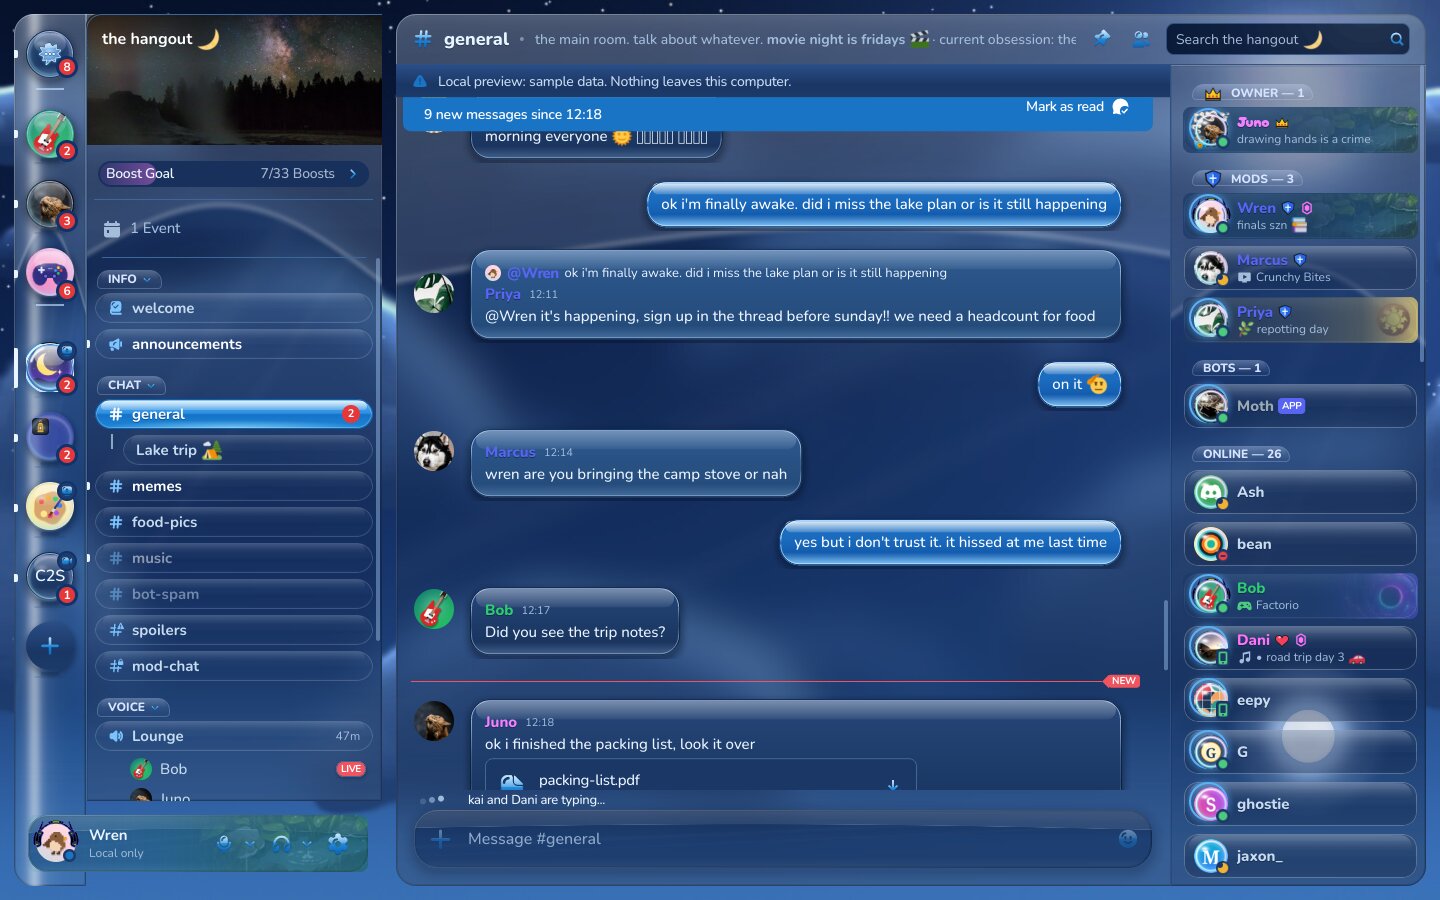 the hangout 🌙
general • the main room. talk about whatever. movie night is fridays 🎬 · current obsession: the
Search the hangout 🌙
8
2
3
6
2
2
C2S
1
Boost Goal 7/33 Boosts
1 Event
INFO
welcome
announcements
CHAT
general 2
Lake trip 🏕️
memes
food-pics
music
bot-spam
spoilers
mod-chat
VOICE
Lounge 47m
Bob LIVE
Juno
Wren
Local only
Local preview: sample data. Nothing leaves this computer.
9 new messages since 12:18 Mark as read
morning everyone 🌞
ok i'm finally awake. did i miss the lake plan or is it still happening
@Wren ok i'm finally awake. did i miss the lake plan or is it still happening
Priya 12:11
@Wren it's happening, sign up in the thread before sunday!! we need a headcount for food
on it 🫡
Marcus 12:14
wren are you bringing the camp stove or nah
yes but i don't trust it. it hissed at me last time
Bob 12:17
Did you see the trip notes?
NEW
Juno 12:18
ok i finished the packing list, look it over
packing-list.pdf
kai and Dani are typing...
Message #general
OWNER — 1
Juno
drawing hands is a crime
MODS — 3
Wren
finals szn 📚
Marcus
Crunchy Bites
Priya
🌿 repotting day
BOTS — 1
Moth APP
ONLINE — 26
Ash
bean
Bob
Factorio
Dani
• road trip day 3 🚗
eepy
G
G
S
ghostie
M
jaxon_